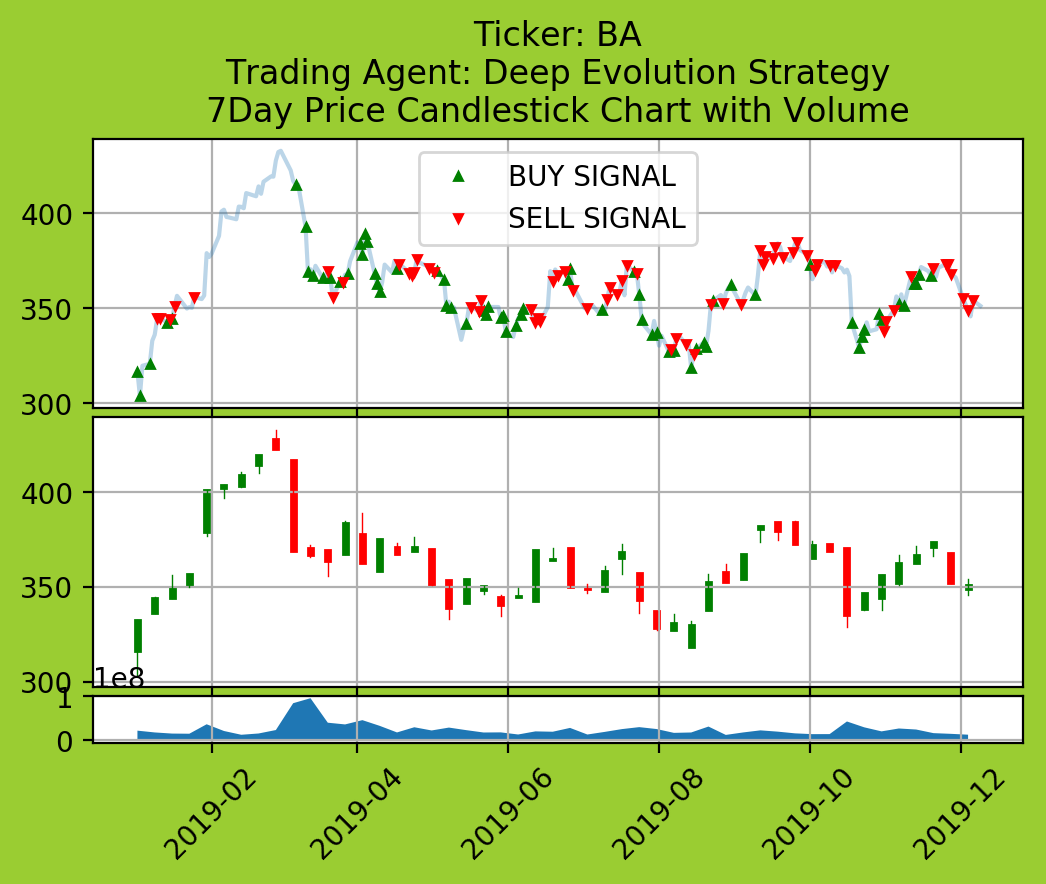 Ticker: BA
Trading Agent: Deep Evolution Strategy
7Day Price Candlestick Chart with Volume
BUY SIGNAL
SELL SIGNAL
400
350
300
400
350
300
1e8
1
0
2019-02
2019-04
2019-06
2019-08
2019-10
2019-12